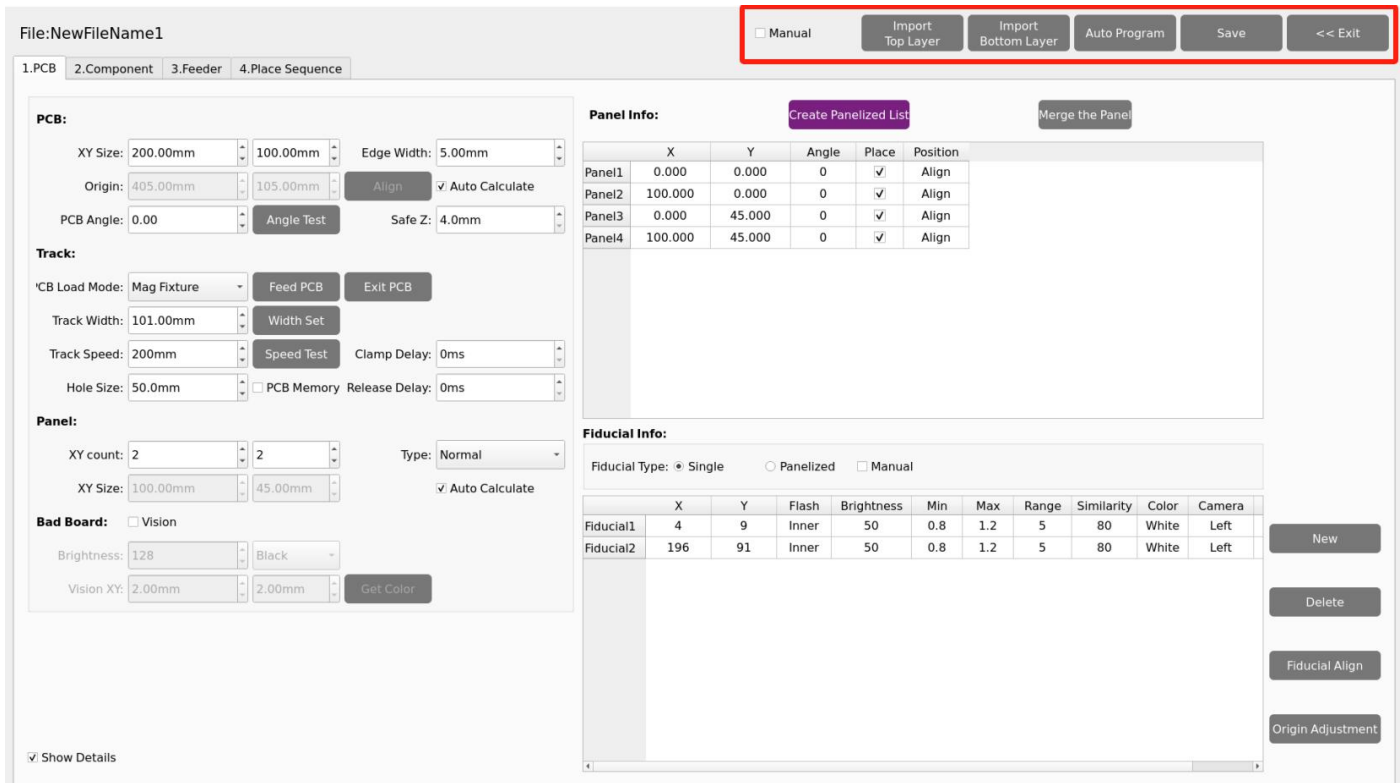 File:NewFileName1
Manual
Import
Top Layer
Import
Bottom Layer
Auto Program
Save
<< Exit
1.PCB 2.Component 3.Feeder 4.Place Sequence
PCB:
XY Size: 200.00mm 100.00mm Edge Width: 5.00mm
Origin: 405.00mm 105.00mm Align Auto Calculate
PCB Angle: 0.00 Angle Test Safe Z: 4.0mm
Track:
PCB Load Mode: Mag Fixture Feed PCB Exit PCB
Track Width: 101.00mm Width Set
Track Speed: 200mm Speed Test Clamp Delay: 0ms
Hole Size: 50.0mm PCB Memory Release Delay: 0ms
Panel:
XY count: 2 2 Type: Normal
XY Size: 100.00mm 45.00mm Auto Calculate
Bad Board: Vision
Brightness: 128 Black
Vision XY: 2.00mm 2.00mm Get Color
Show Details
Panel Info: Create Panelized List Merge the Panel
X Y Angle Place Position
Panel1 0.000 0.000 0 Align
Panel2 100.000 0.000 0 Align
Panel3 0.000 45.000 0 Align
Panel4 100.000 45.000 0 Align
Fiducial Info:
Fiducial Type: Single Panelized Manual
X Y Flash Brightness Min Max Range Similarity Color Camera
Fiducial1 4 9 Inner 50 0.8 1.2 5 80 White Left
Fiducial2 196 91 Inner 50 0.8 1.2 5 80 White Left
New
Delete
Fiducial Align
Origin Adjustment